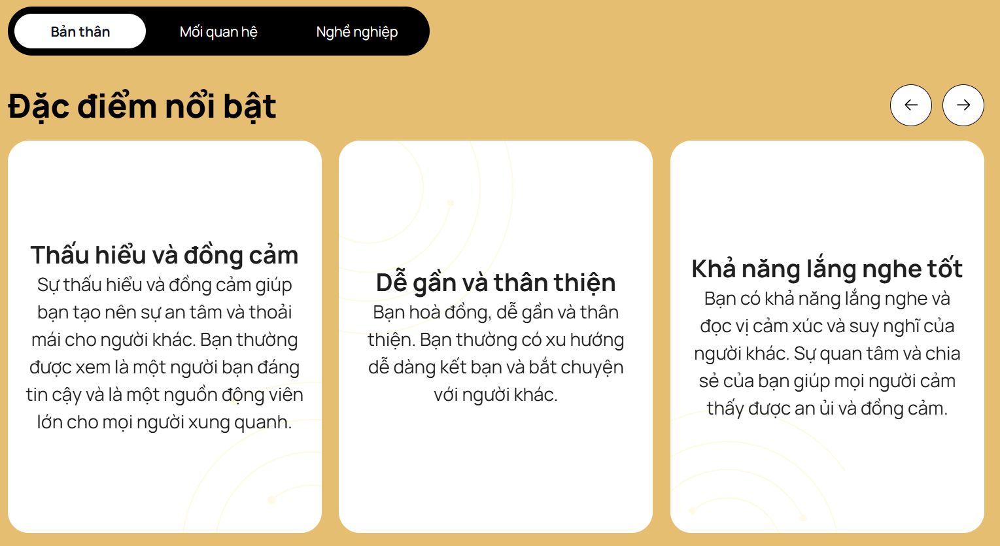 Bản thân
Mối quan hệ
Nghề nghiệp
Đặc điểm nổi bật
Thấu hiểu và đồng cảm
Sự thấu hiểu và đồng cảm giúp
bạn tạo nên sự an tâm và thoải
mái cho người khác. Bạn thường
được xem là một người bạn đáng
tin cậy và là một nguồn động viên
lớn cho mọi người xung quanh.
Dễ gần và thân thiện
Bạn hoà đồng, dễ gần và thân
thiện. Bạn thường có xu hướng
dễ dàng kết bạn và bắt chuyện
với người khác.
Khả năng lắng nghe tốt
Bạn có khả năng lắng nghe và
đọc vị cảm xúc và suy nghĩ của
người khác. Sự quan tâm và chia
sẻ của bạn giúp mọi người cảm
thấy được an ủi và đồng cảm.